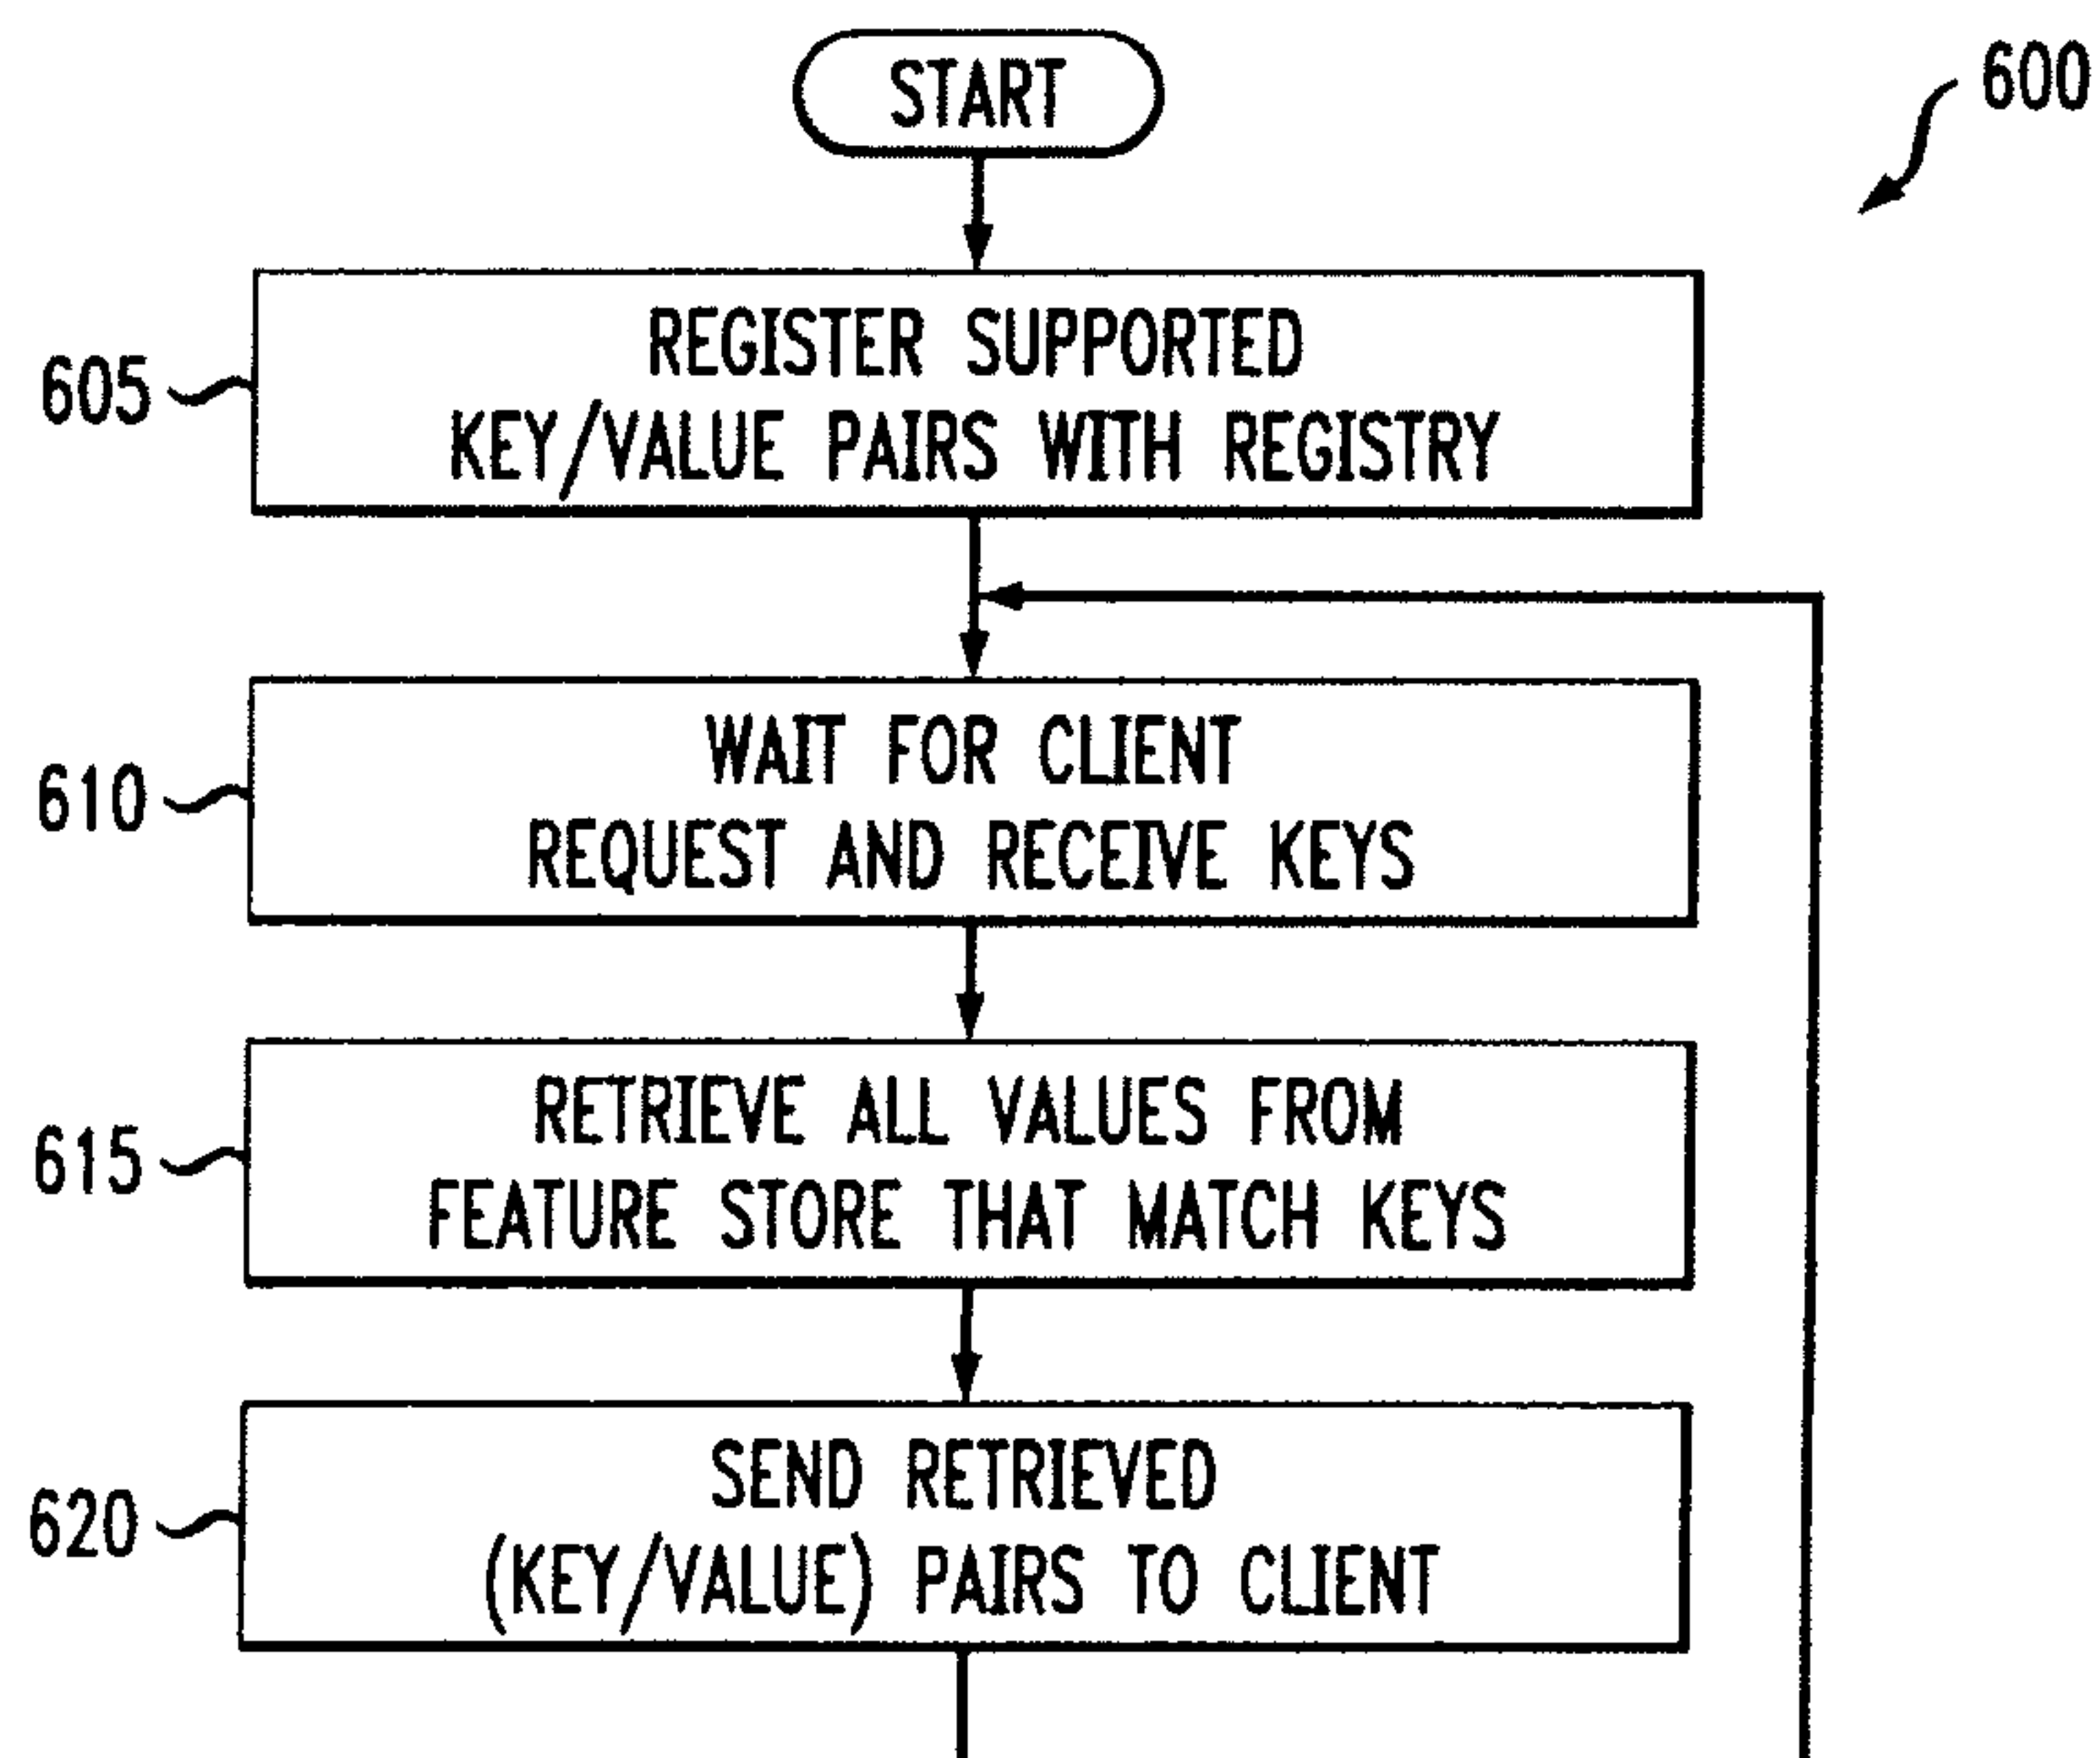 START
600
605
REGISTER SUPPORTED
KEY/VALUE PAIRS WITH REGISTRY
610
WAIT FOR CLIENT
REQUEST AND RECEIVE KEYS
615
RETRIEVE ALL VALUES FROM
FEATURE STORE THAT MATCH KEYS
620
SEND RETRIEVED
(KEY/VALUE) PAIRS TO CLIENT